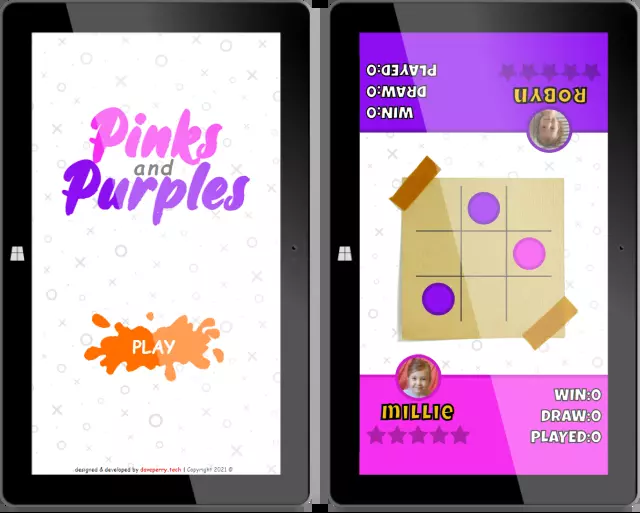 Pinks
and
Purples
PLAY
designed & developed by daveperry.tech | Copyright 2021 ©
WIN:0
DRAW:0
PLAYED:0
ROBYN
MILLIE
WIN:0
DRAW:0
PLAYED:0